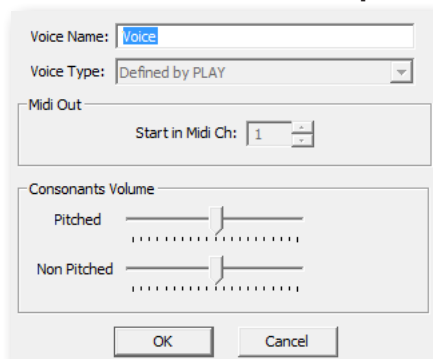 Voice Name: Voice
Voice Type: Defined by PLAY
Midi Out
Start in Midi Ch: 1
Consonants Volume
Pitched
Non Pitched
OK Cancel